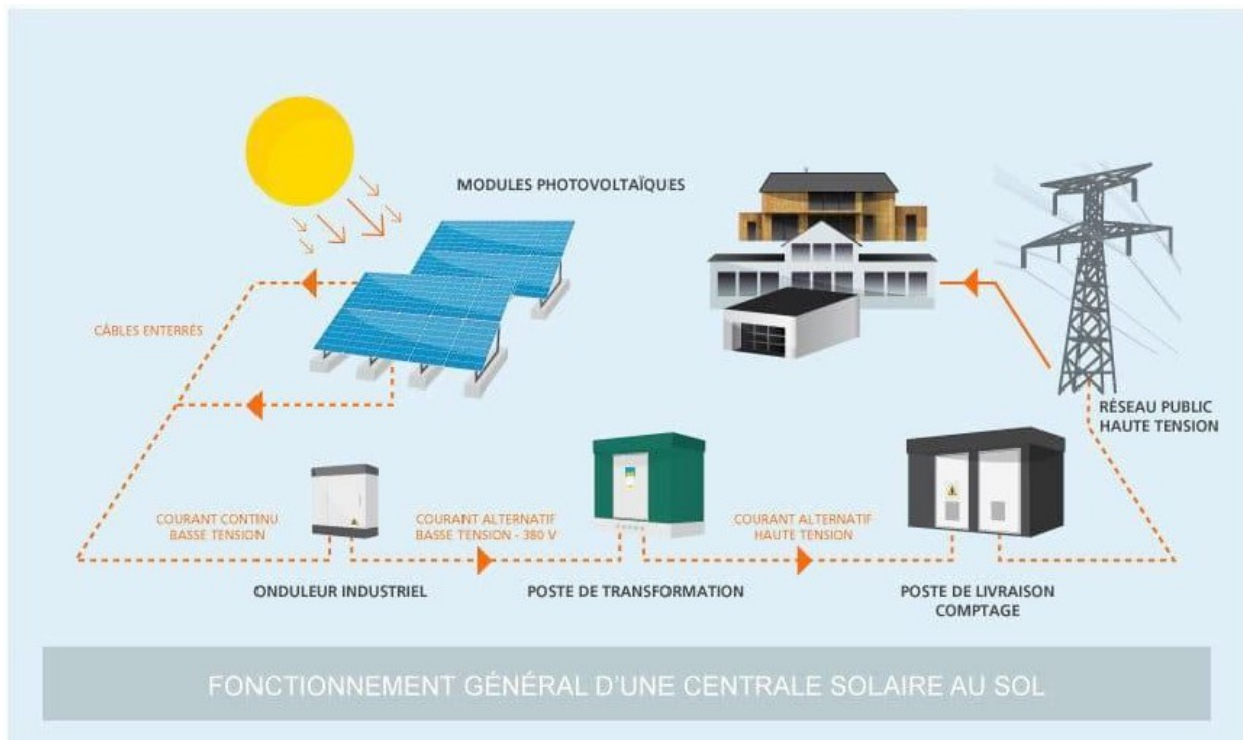 MODULES PHOTOVOLTAÏQUES
CÂBLES ENTERRÉS
RÉSEAU PUBLIC
HAUTE TENSION
COURANT CONTINU
BASSE TENSION
COURANT ALTERNATIF
BASSE TENSION - 380 V
COURANT ALTERNATIF
HAUTE TENSION
ONDULEUR INDUSTRIEL
POSTE DE TRANSFORMATION
POSTE DE LIVRAISON
COMPTAGE
FONCTIONNEMENT GÉNÉRAL D'UNE CENTRALE SOLAIRE AU SOL